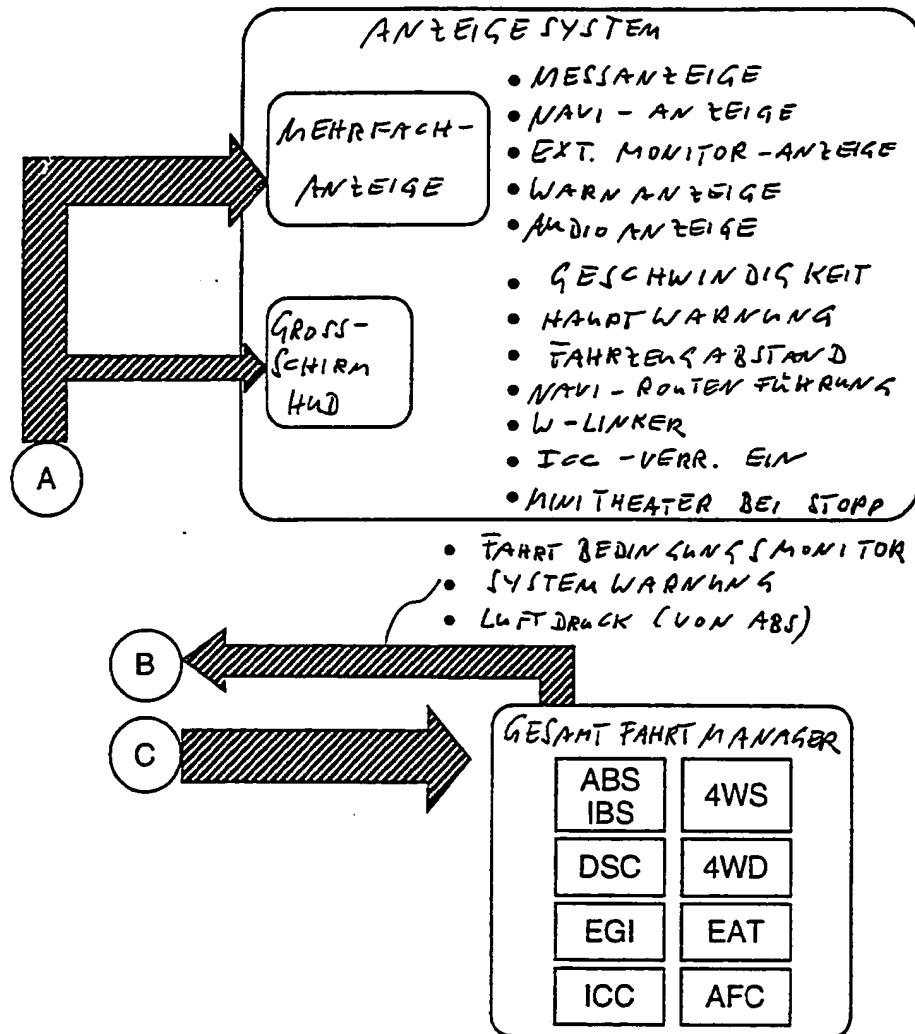 ANZEIGESYSTEM
MEHRFACH-
ANZEIGE
• MESSANZEIGE
• NAVI-ANZEIGE
• EXT. MONITOR-ANZEIGE
• WARNANZEIGE
• AUDIOANZEIGE
GROSS-
SCHIRM
HUD
• GESCHWINDIGKEIT
• HAUPTWARNUNG
• FAHRZEUGABSTAND
• NAVI-ROUTENFÜHRUNG
• W-LINKER
• ICC-VERR. EIN
• MINITHEATER BEI STOPP
A
• FAHRTBEDINGUNGSMONITOR
• SYSTEMWARNUNG
• LUFTDRUCK (VON ABS)
B
C
GESAMTFAHRTMANAGER
ABS
IBS
4WS
DSC
4WD
EGI
EAT
ICC
AFC